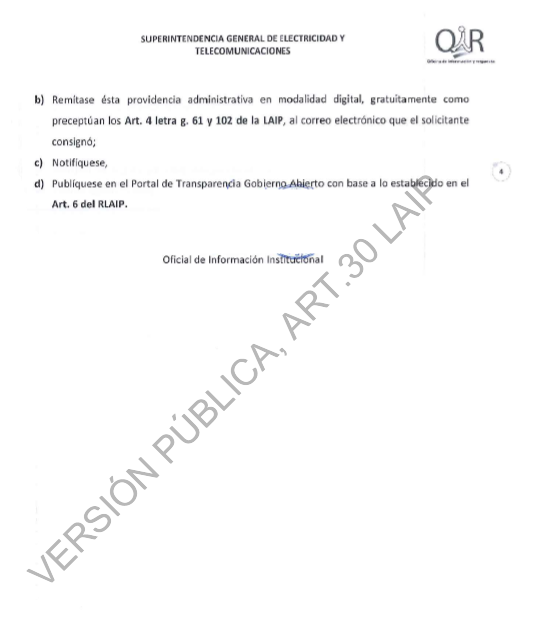 SUPERINTENDENCIA GENERAL DE ELECTRICIDAD Y
TELECOMUNICACIONES
OIR
Oficina de Información y respuesta
b) Remítase ésta providencia administrativa en modalidad digital, gratuitamente como
preceptúan los Art. 4 letra g. 61 y 102 de la LAIP, al correo electrónico que el solicitante
consignó;
c) Notifíquese,
4
d) Publíquese en el Portal de Transparencia Gobierno Abierto con base a lo establecido en el
Art. 6 del RLAIP.
Oficial de Información Institucional
VERSIÓN PÚBLICA, ART.30 LAIP